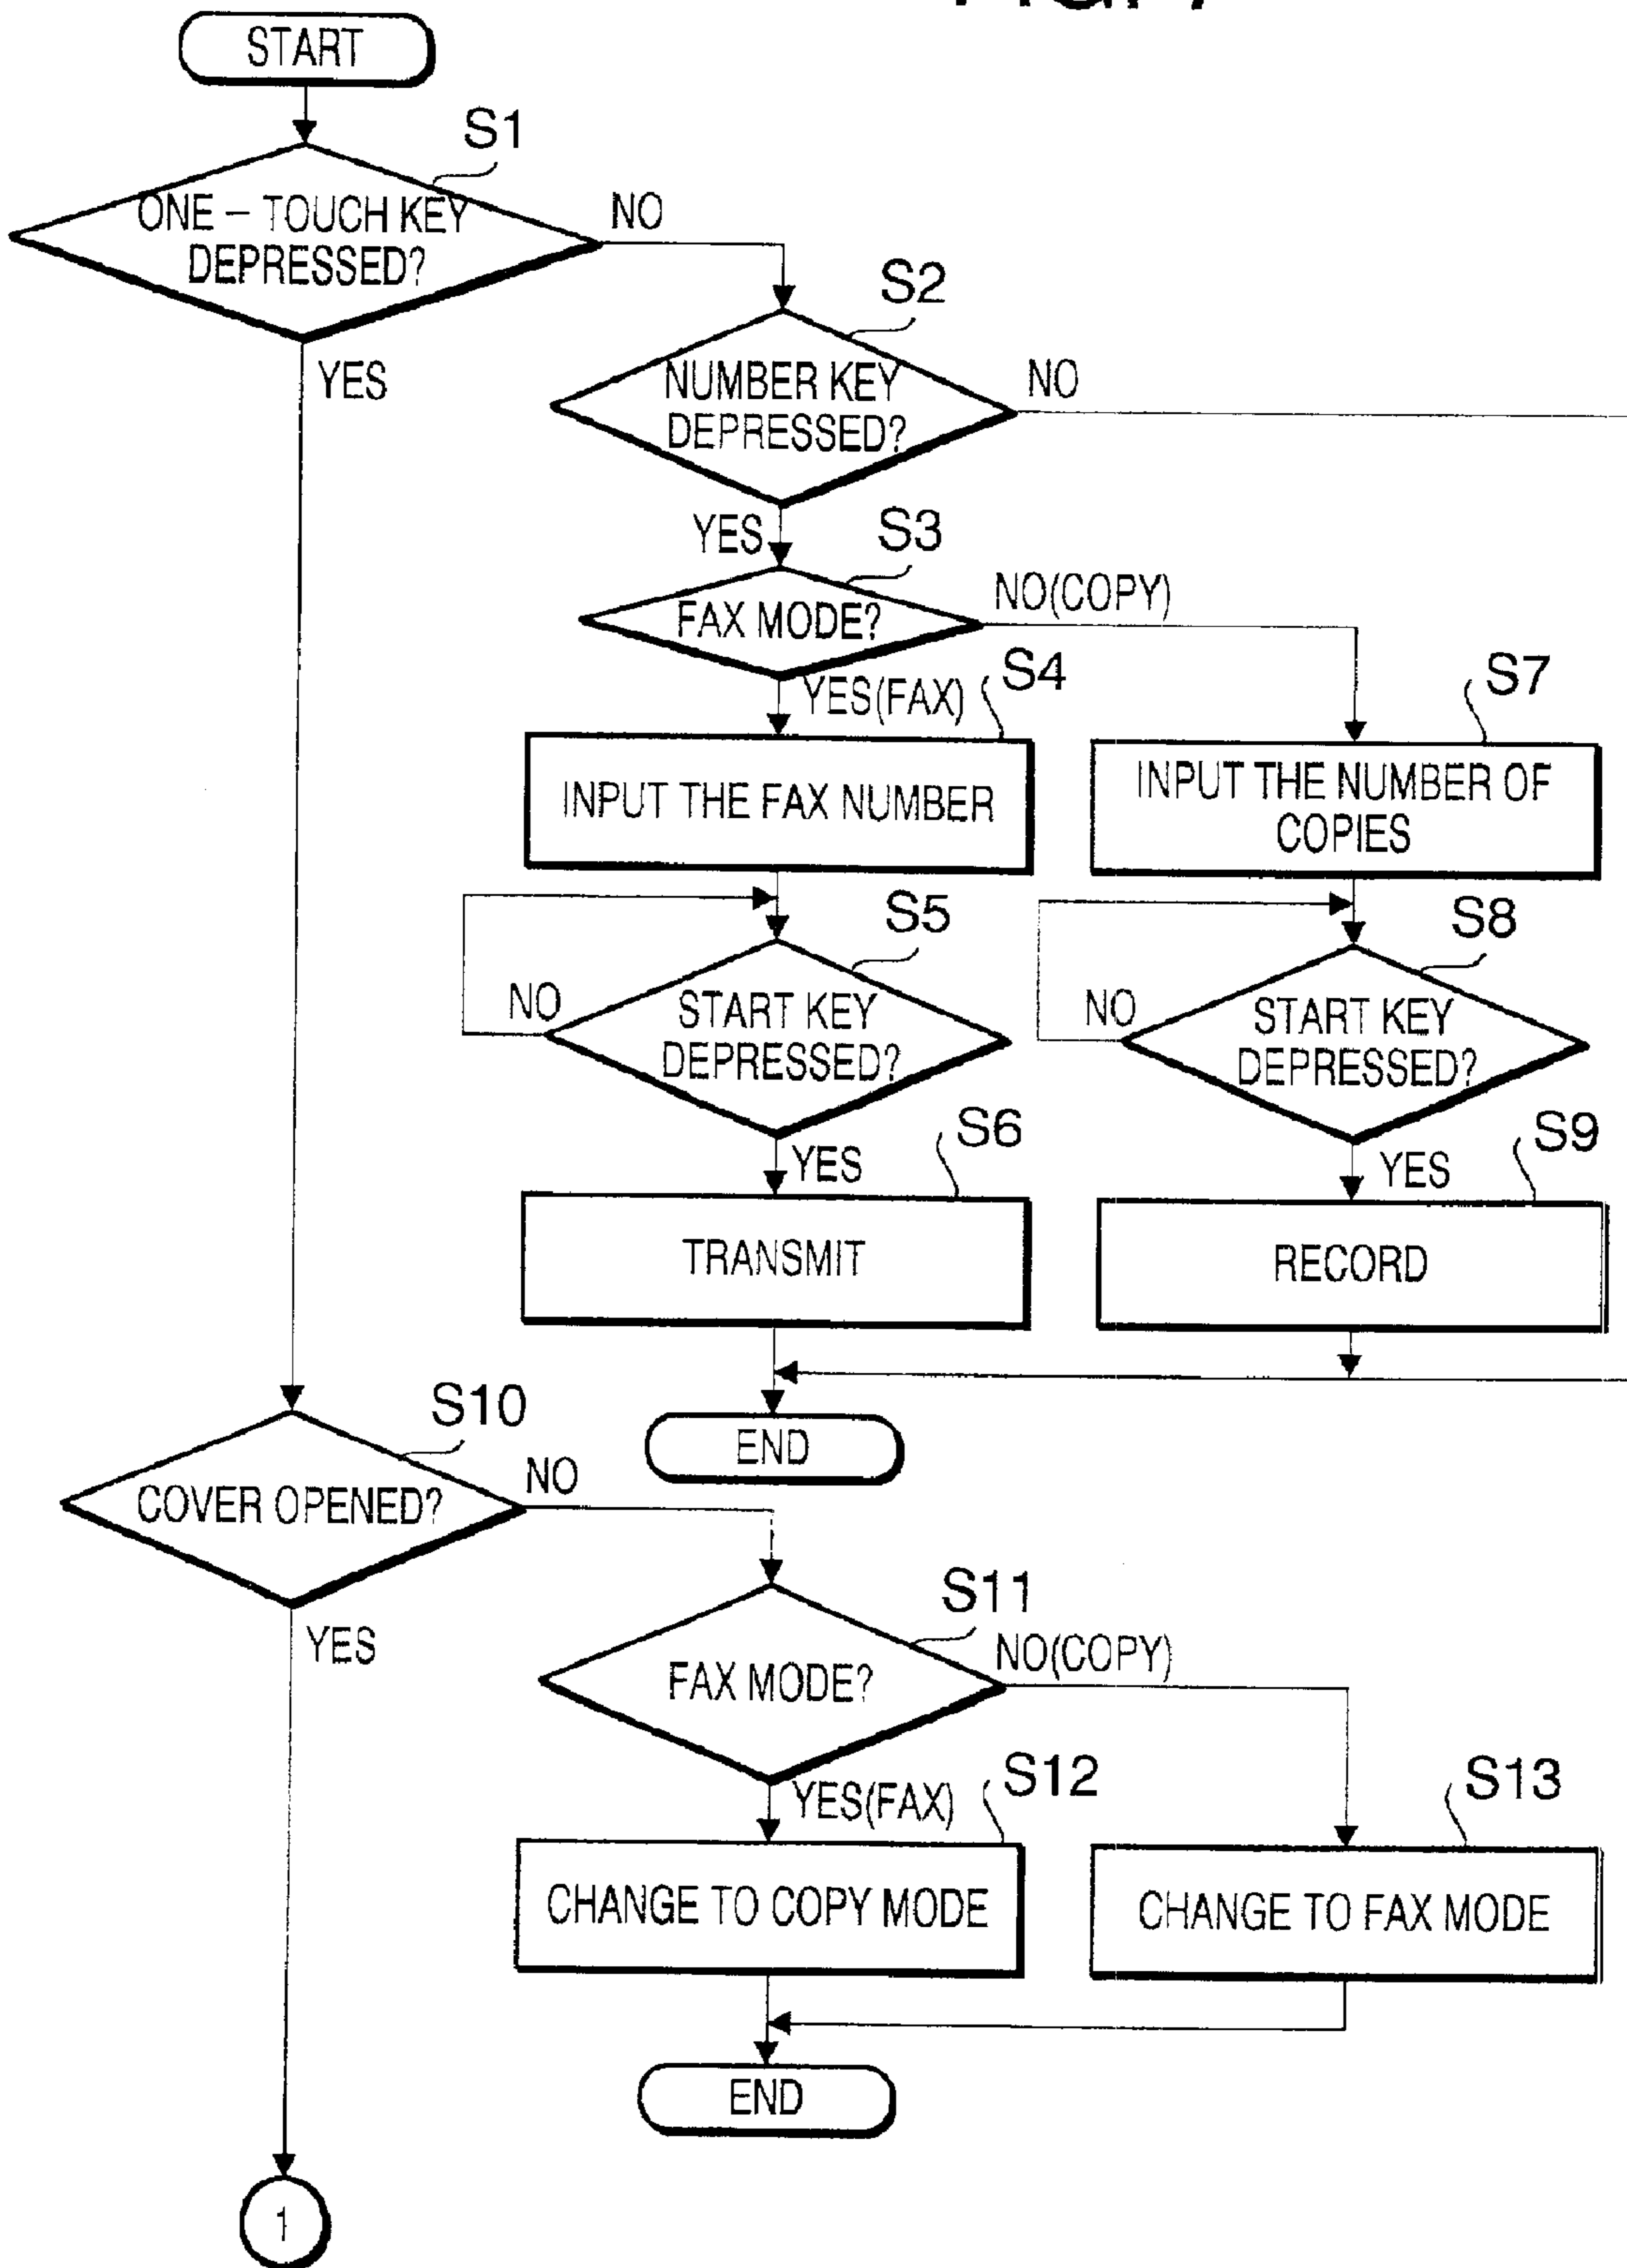 START
S1
ONE – TOUCH KEY
DEPRESSED?
NO
YES
S2
NUMBER KEY
DEPRESSED?
NO
YES
S3
FAX MODE?
NO(COPY)
YES(FAX)
S4
INPUT THE FAX NUMBER
S7
INPUT THE NUMBER OF
COPIES
S5
START KEY
DEPRESSED?
NO
YES
S8
START KEY
DEPRESSED?
NO
YES
S6
TRANSMIT
S9
RECORD
END
S10
COVER OPENED?
NO
YES
S11
FAX MODE?
NO(COPY)
YES(FAX)
S12
CHANGE TO COPY MODE
S13
CHANGE TO FAX MODE
END
1